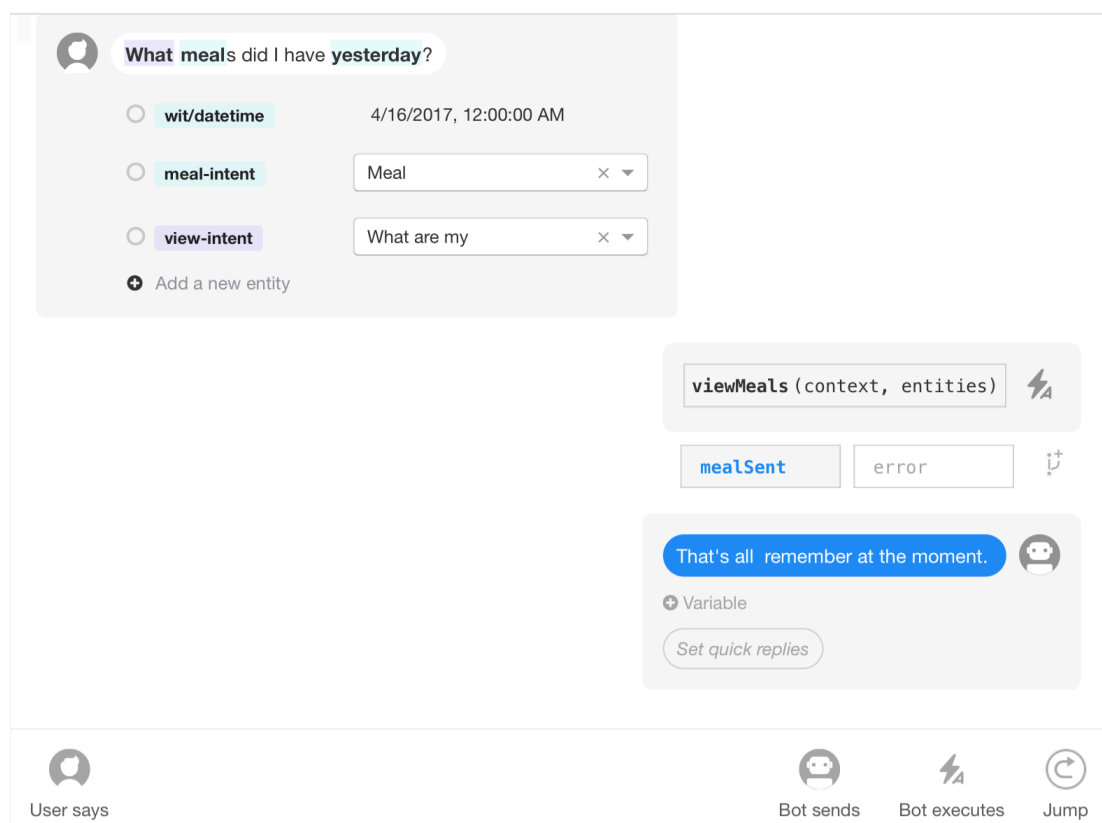 What meals did I have yesterday?
wit/datetime 4/16/2017, 12:00:00 AM
meal-intent Meal
view-intent What are my
Add a new entity
viewMeals(context, entities)
mealSent error
That's all  remember at the moment.
Variable
Set quick replies
User says Bot sends Bot executes Jump